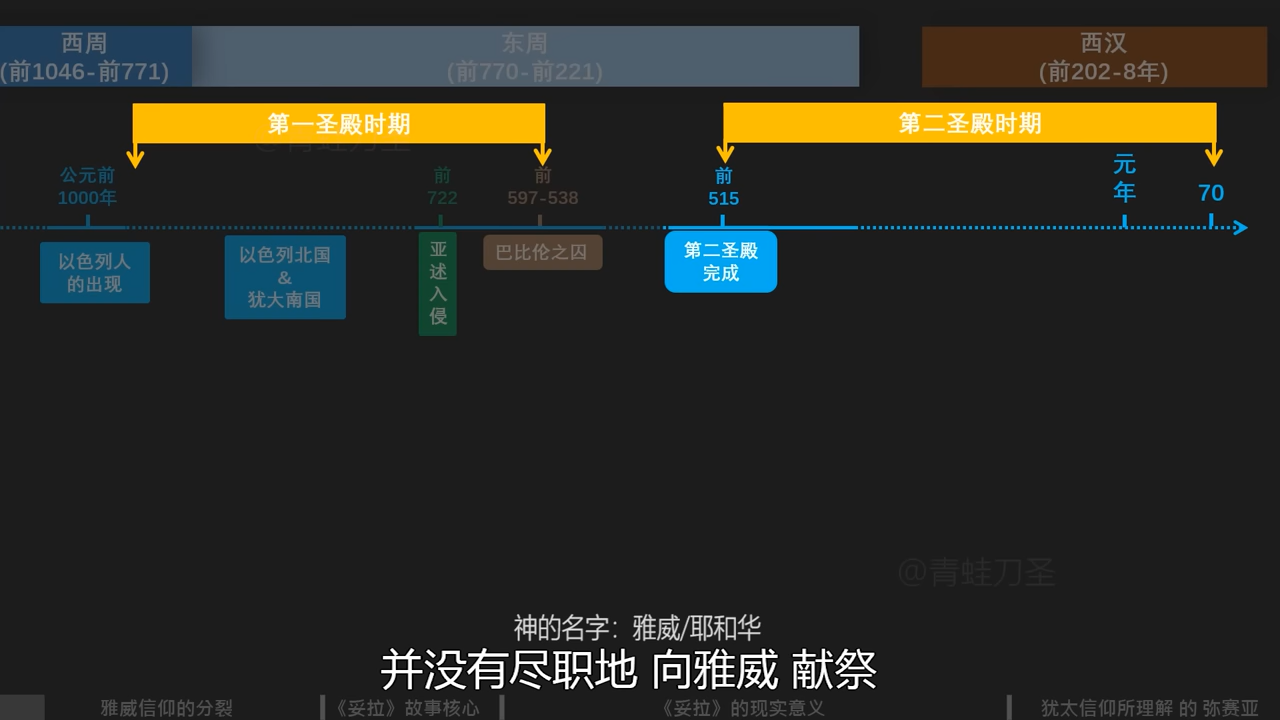 西周
(前1046-前771)
东周
(前770-前221)
西汉
(前202-8年)
第一圣殿时期
第二圣殿时期
@青蛙刀圣
公元前
1000年
前
722
前
597-538
前
515
元
年
70
以色列人
的出现
以色列北国
&
犹大南国
亚
述
入
侵
巴比伦之囚
第二圣殿
完成
@青蛙刀圣
神的名字：雅威/耶和华
并没有尽职地 向雅威 献祭
雅威信仰的分裂
《妥拉》故事核心
《妥拉》的现实意义
犹太信仰所理解 的 弥赛亚